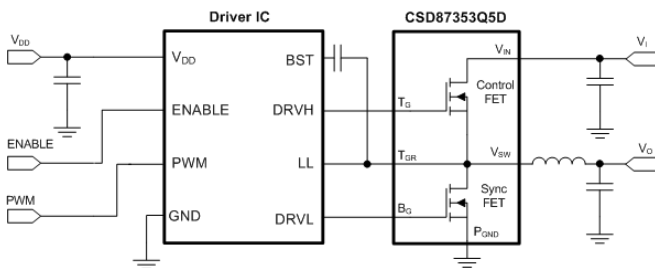 Driver IC
CSD87353Q5D
VDD
VDD
BST
ENABLE
ENABLE
DRVH
PWM
PWM
LL
GND
DRVL
VIN
VI
Control
FET
TG
TGR
VSW
VO
Sync
FET
BG
PGND